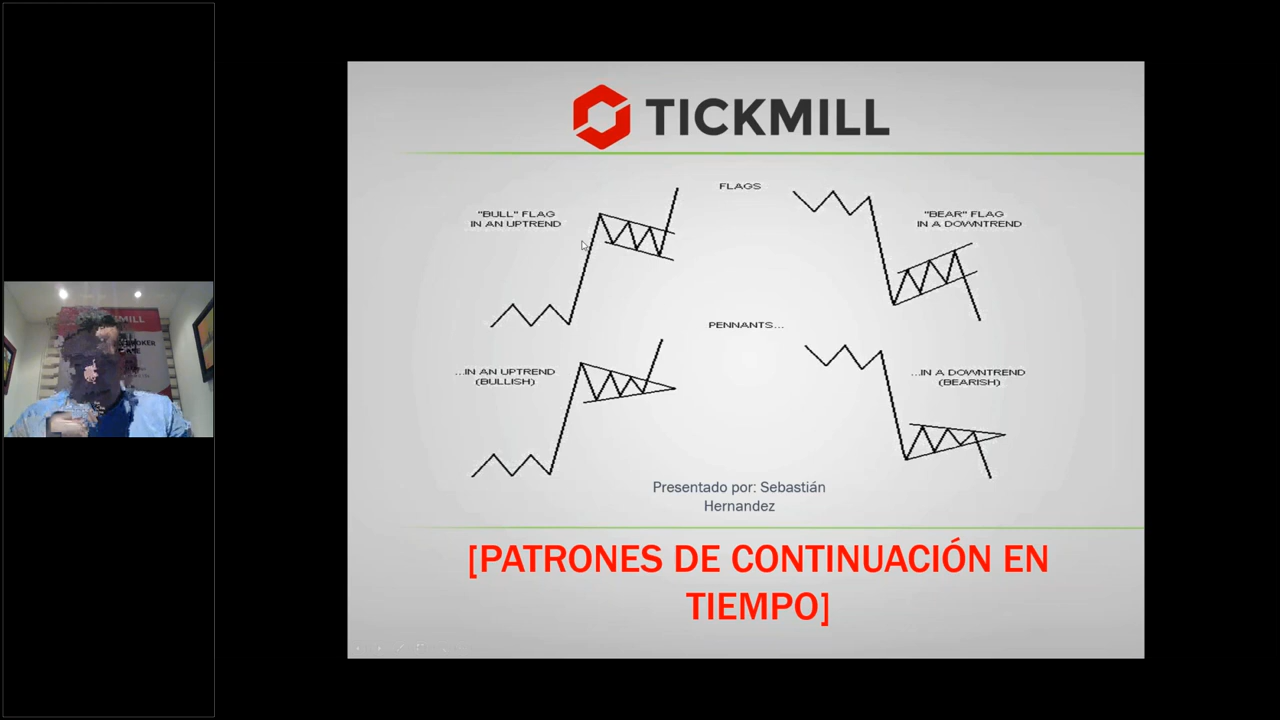 TICKMILL
FLAGS
"BULL" FLAG
IN AN UPTREND
"BEAR" FLAG
IN A DOWNTREND
PENNANTS...
...IN AN UPTREND
(BULLISH)
...IN A DOWNTREND
(BEARISH)
Presentado por: Sebastián
Hernandez
[PATRONES DE CONTINUACIÓN EN
TIEMPO]
MILL